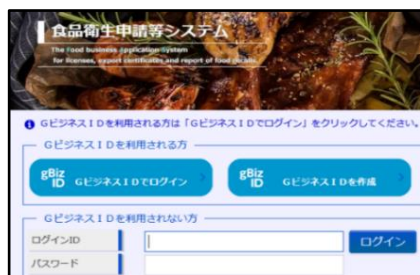 食品衛生申請等システム
The Food business application system
for licenses, export certificates and report of food
GビジネスIDを利用される方は「GビジネスIDでログイン」をクリックしてください。
GビジネスIDを利用される方
gBiz ID GビジネスIDでログイン
gBiz ID GビジネスIDを作成
GビジネスIDを利用されない方
ログインID
ログイン
パスワード